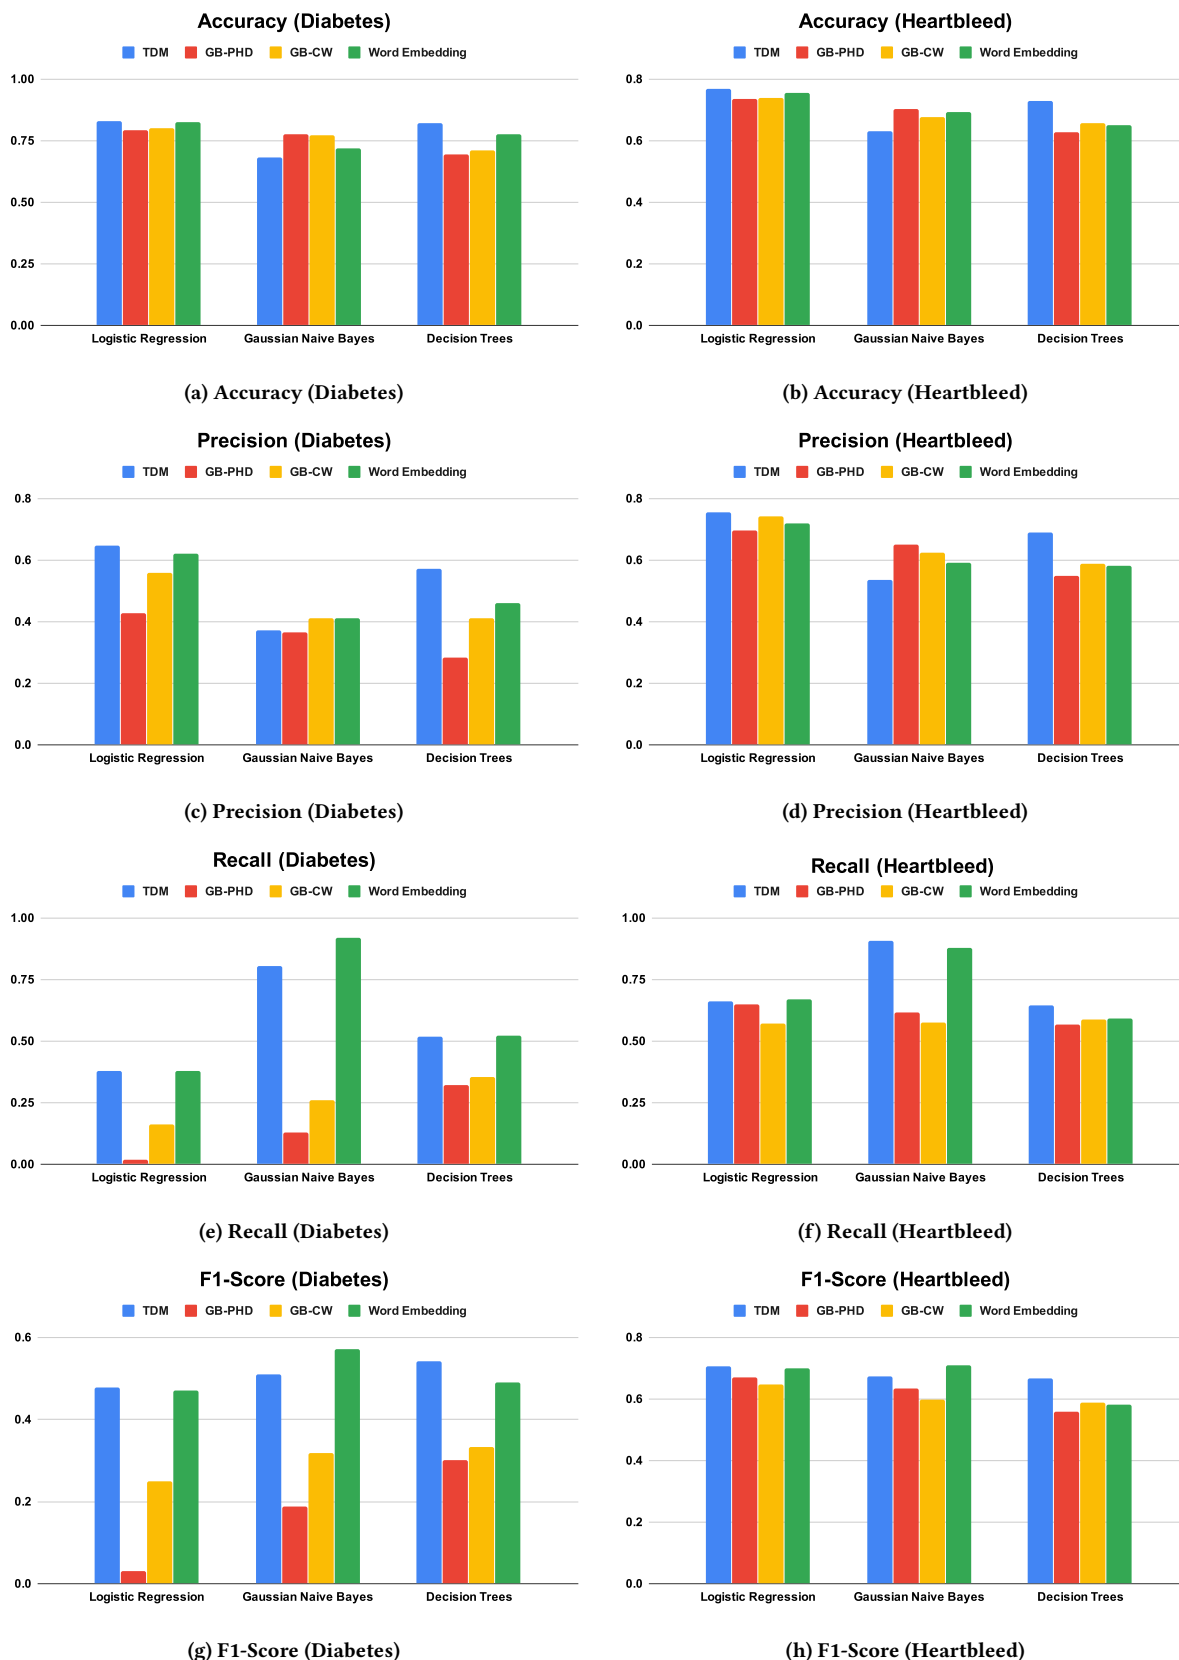 Accuracy (Diabetes)
TDM GB-PHD GB-CW Word Embedding
1.00
0.75
0.50
0.25
0.00
Logistic Regression Gaussian Naive Bayes Decision Trees
(a) Accuracy (Diabetes)
Accuracy (Heartbleed)
TDM GB-PHD GB-CW Word Embedding
0.8
0.6
0.4
0.2
0.0
Logistic Regression Gaussian Naive Bayes Decision Trees
(b) Accuracy (Heartbleed)
Precision (Diabetes)
TDM GB-PHD GB-CW Word Embedding
0.8
0.6
0.4
0.2
0.0
Logistic Regression Gaussian Naive Bayes Decision Trees
(c) Precision (Diabetes)
Precision (Heartbleed)
TDM GB-PHD GB-CW Word Embedding
0.8
0.6
0.4
0.2
0.0
Logistic Regression Gaussian Naive Bayes Decision Trees
(d) Precision (Heartbleed)
Recall (Diabetes)
TDM GB-PHD GB-CW Word Embedding
1.00
0.75
0.50
0.25
0.00
Logistic Regression Gaussian Naive Bayes Decision Trees
(e) Recall (Diabetes)
Recall (Heartbleed)
TDM GB-PHD GB-CW Word Embedding
1.00
0.75
0.50
0.25
0.00
Logistic Regression Gaussian Naive Bayes Decision Trees
(f) Recall (Heartbleed)
F1-Score (Diabetes)
TDM GB-PHD GB-CW Word Embedding
0.6
0.4
0.2
0.0
Logistic Regression Gaussian Naive Bayes Decision Trees
(g) F1-Score (Diabetes)
F1-Score (Heartbleed)
TDM GB-PHD GB-CW Word Embedding
0.8
0.6
0.4
0.2
0.0
Logistic Regression Gaussian Naive Bayes Decision Trees
(h) F1-Score (Heartbleed)